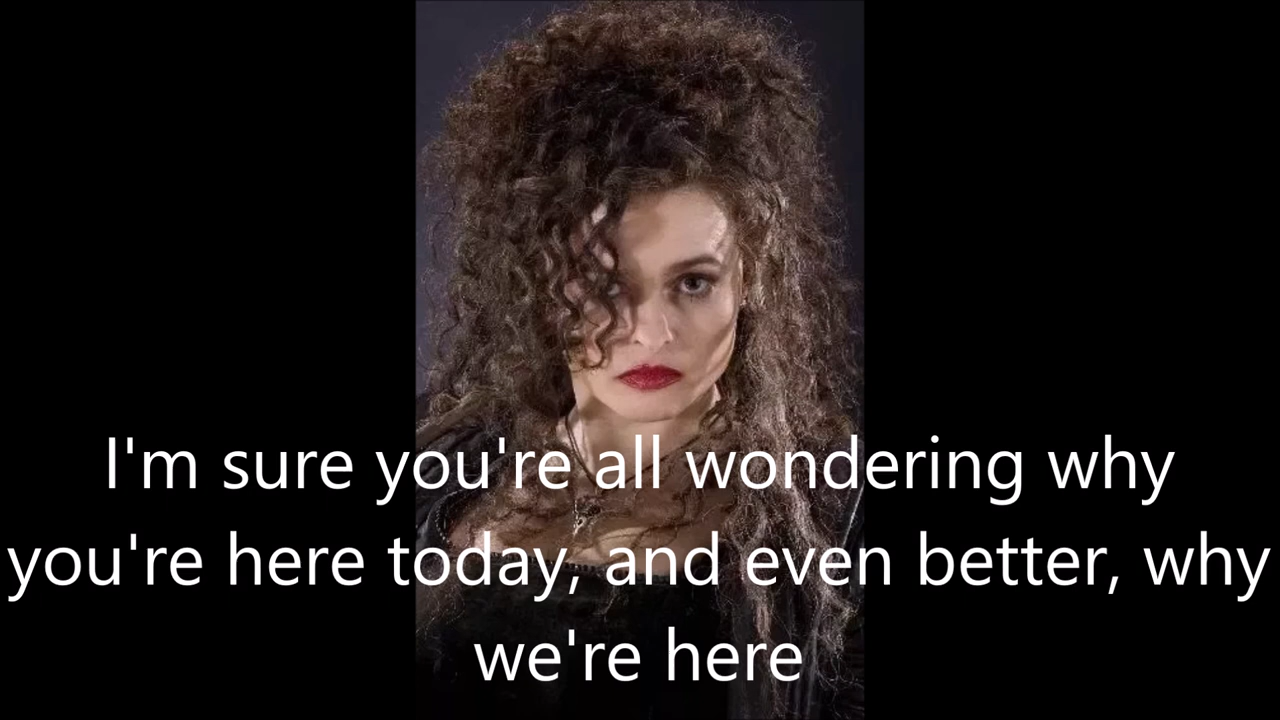 I'm sure you're all wondering why
you're here today, and even better, why
we're here